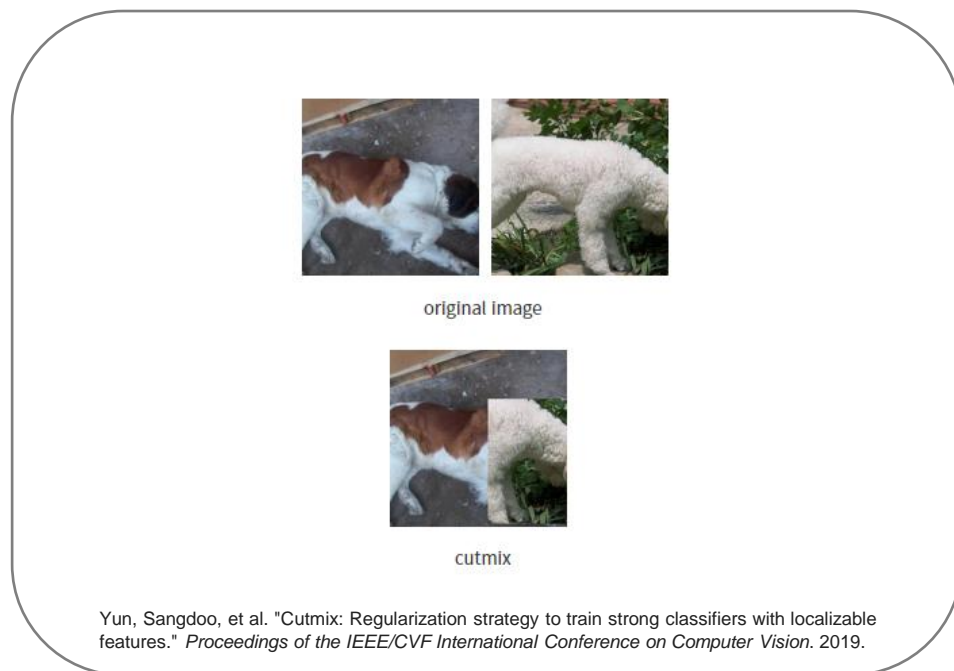 original image
cutmix
Yun, Sangdoo, et al. "Cutmix: Regularization strategy to train strong classifiers with localizable
features." Proceedings of the IEEE/CVF International Conference on Computer Vision. 2019.